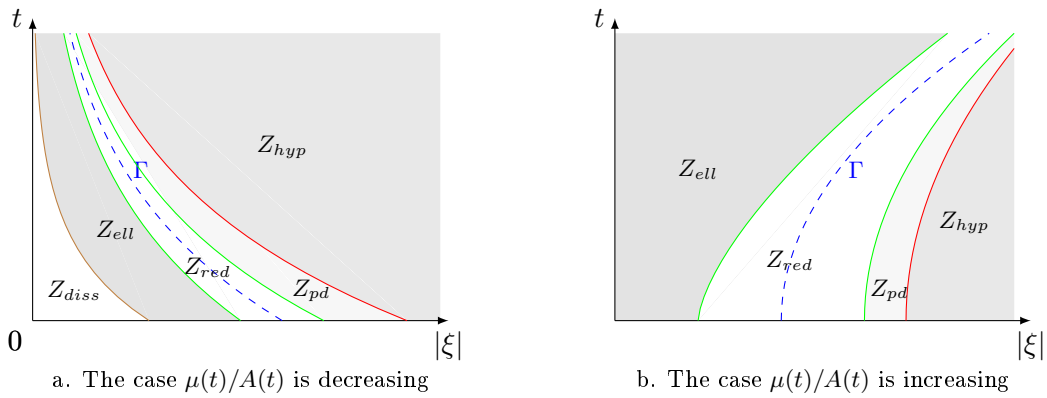 t
t
Z_{hyp}
Γ
Z_{ell}
Z_{red}
Z_{pd}
Z_{diss}
0
|ξ|
Z_{ell}
Γ
Z_{hyp}
Z_{red}
Z_{pd}
|ξ|
a. The case μ(t)/A(t) is decreasing
b. The case μ(t)/A(t) is increasing